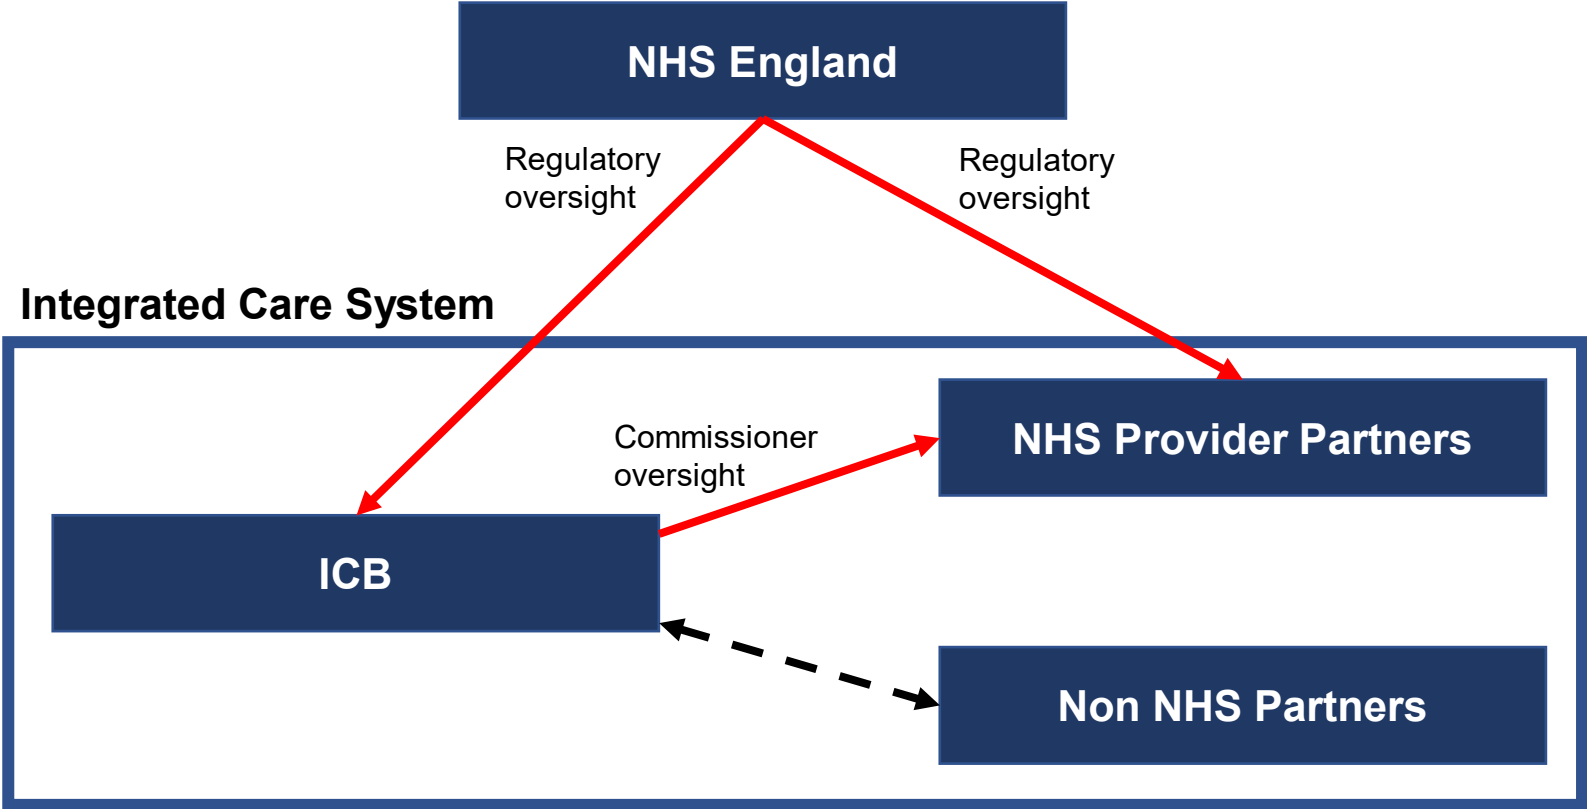 NHS England
Regulatory
oversight
Regulatory
oversight
Integrated Care System
Commissioner
oversight
NHS Provider Partners
ICB
Non NHS Partners